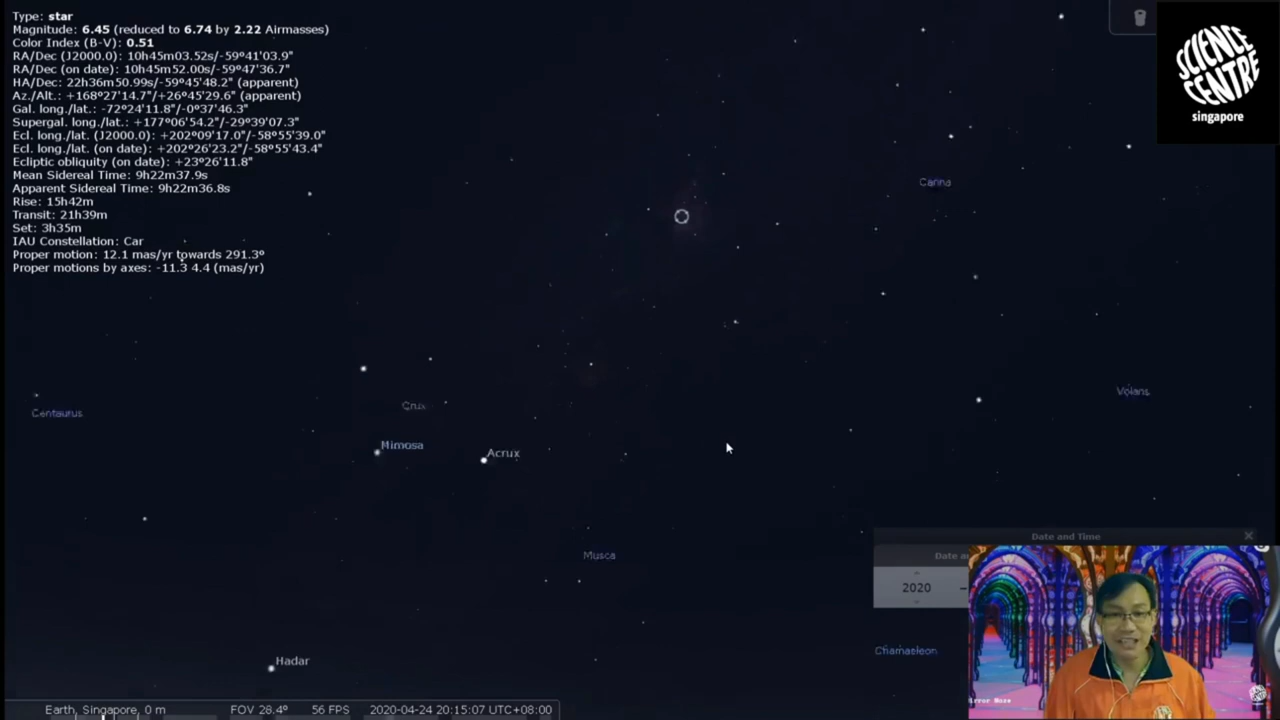 Type: star
Magnitude: 6.45 (reduced to 6.74 by 2.22 Airmasses)
Color Index (B-V): 0.51
RA/Dec (J2000.0): 10h45m03.52s/-59°41'03.9"
RA/Dec (on date): 10h45m52.00s/-59°47'36.7"
HA/Dec: 22h36m50.99s/-59°45'48.2" (apparent)
Az./Alt.: +168°27'14.7"/+26°45'29.6" (apparent)
Gal. long./lat.: -72°24'11.8"/-0°37'46.3"
Supergal. long./lat.: +177°06'54.2"/-29°39'07.3"
Ecl. long./lat. (J2000.0): +202°09'17.0"/-58°55'39.0"
Ecl. long./lat. (on date): +202°26'23.2"/-58°55'43.4"
Ecliptic obliquity (on date): +23°26'11.8"
Mean Sidereal Time: 9h22m37.9s
Apparent Sidereal Time: 9h22m36.8s
Rise: 15h42m
Transit: 21h39m
Set: 3h35m
IAU Constellation: Car
Proper motion: 12.1 mas/yr towards 291.3°
Proper motions by axes: -11.3 4.4 (mas/yr)
SCIENCE
CENTRE
singapore
Carina
Volans
Crux
Centaurus
Mimosa
Acrux
Musca
Date and Time
Date a
2020 –
Chamaeleon
Hadar
Mirror Maze
Earth, Singapore, 0 m FOV 28.4° 56 FPS 2020-04-24 20:15:07 UTC+08:00